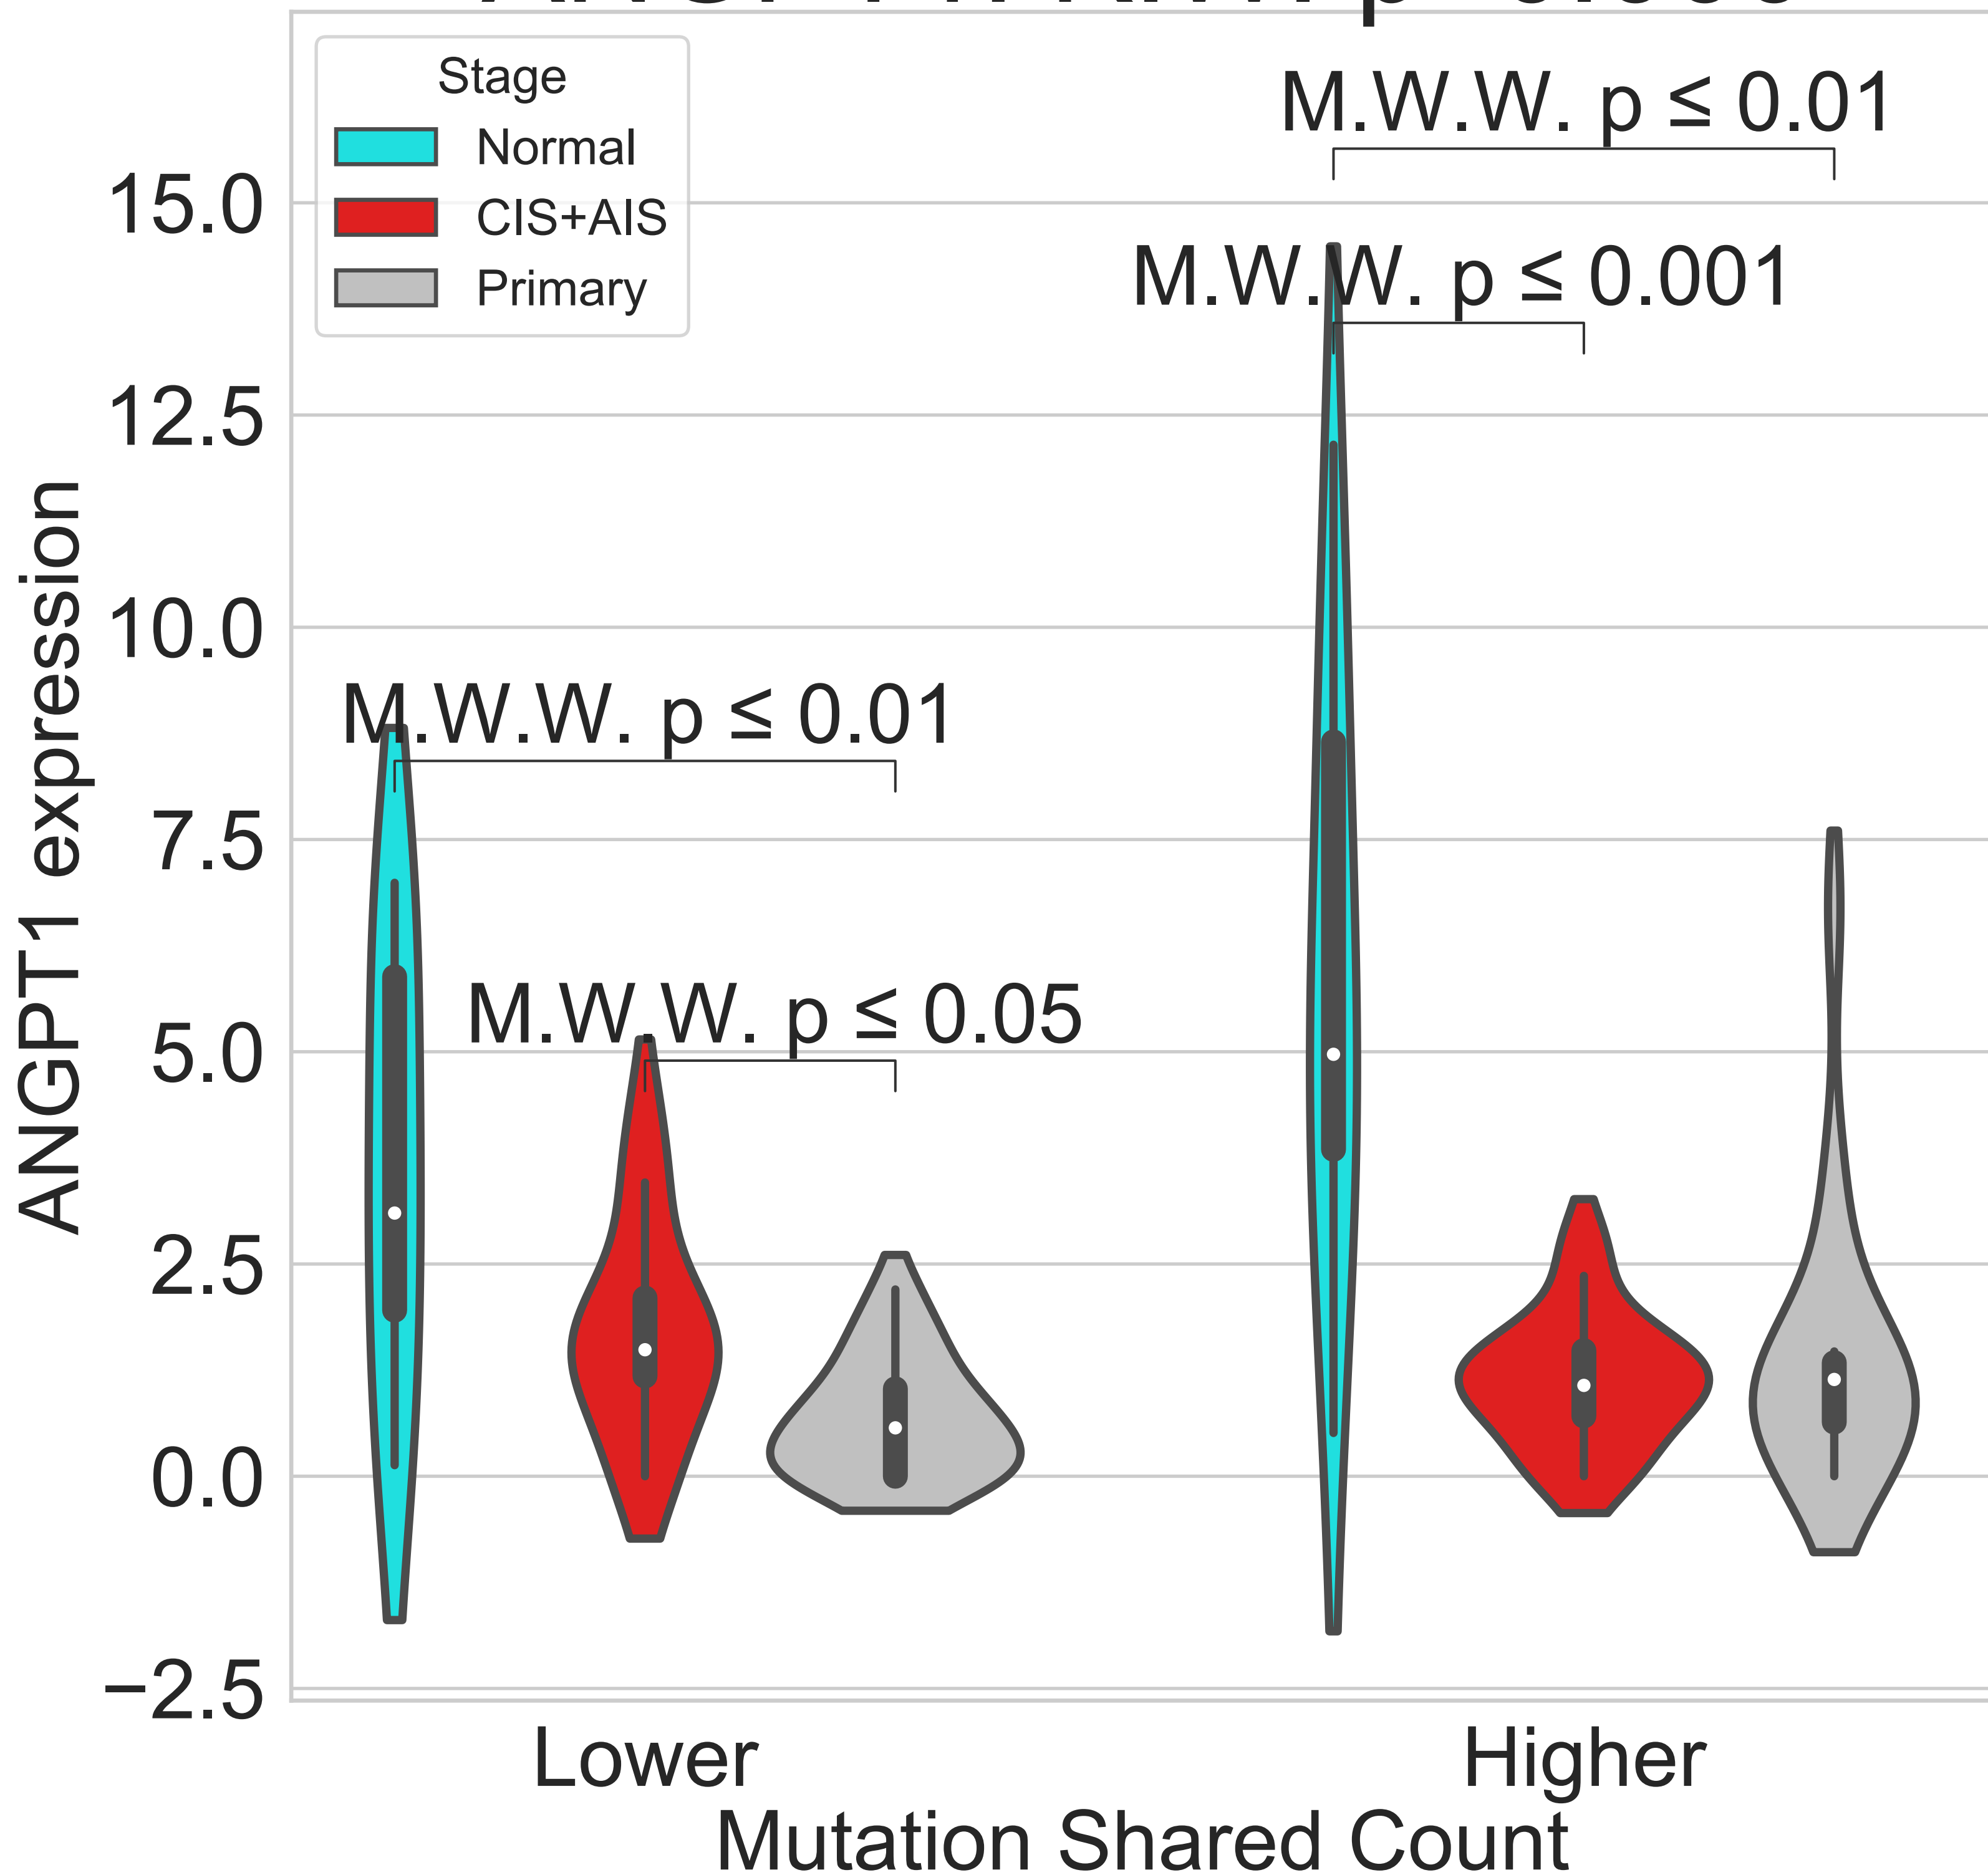 Stage
Normal
CIS+AIS
Primary
M.W.W. p ≤ 0.01
M.W.W. p ≤ 0.001
M.W.W. p ≤ 0.01
M.W.W. p ≤ 0.05
15.0
12.5
10.0
7.5
5.0
2.5
0.0
−2.5
ANGPT1 expression
Lower
Higher
Mutation Shared Count